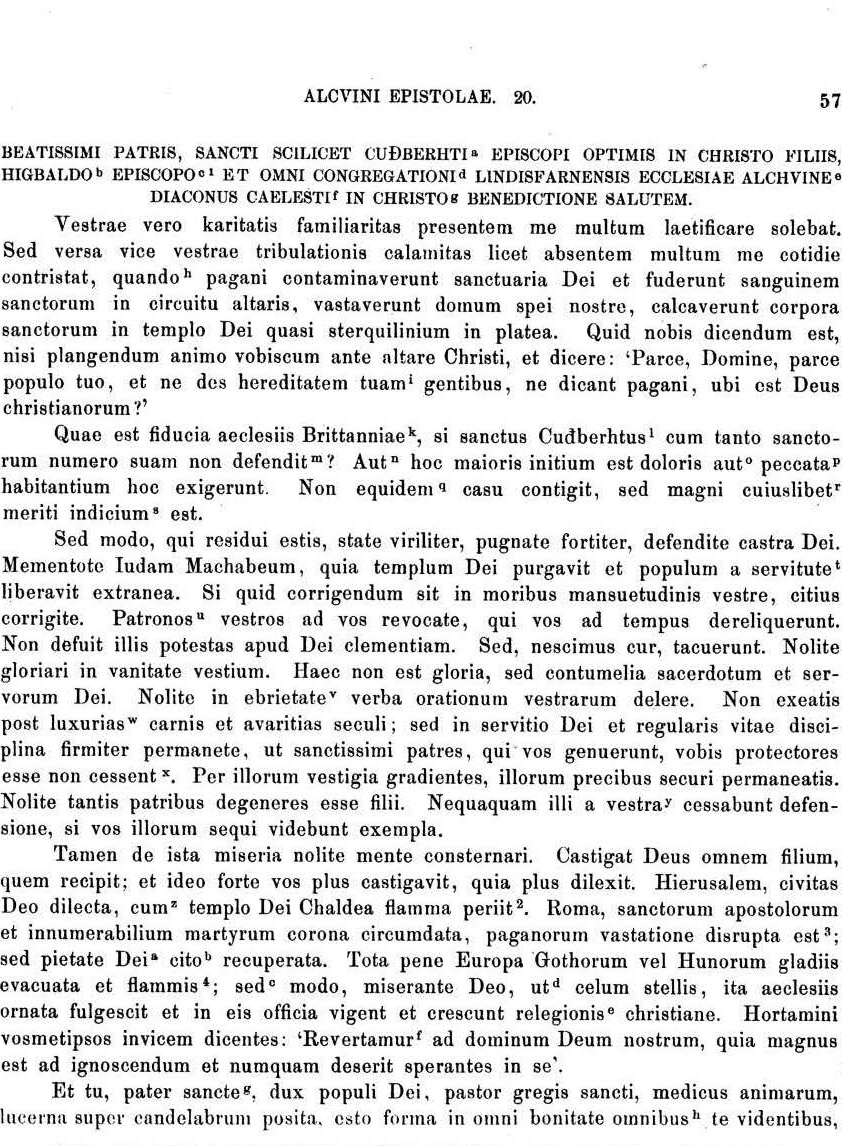 ALCVINI EPISTOLAE. 20. 57
BEATISSIMI PATRIS, SANCTI SCILICET CUÐBERHTI ᵃ EPISCOPI OPTIMIS IN CHRISTO FILIIS,
HIGBALDO ᵇ EPISCOPO ᶜ ¹ ET OMNI CONGREGATIONI ᵈ LINDISFARNENSIS ECCLESIAE ALCHVINE ᵉ
DIACONUS CAELESTI ᶠ IN CHRISTO ᵍ BENEDICTIONE SALUTEM.
Vestrae vero karitatis familiaritas presentem me multum laetificare solebat.
Sed versa vice vestrae tribulationis calamitas licet absentem multum me cotidie
contristat, quando ʰ pagani contaminaverunt sanctuaria Dei et fuderunt sanguinem
sanctorum in circuitu altaris, vastaverunt domum spei nostre, calcaverunt corpora
sanctorum in templo Dei quasi sterquilinium in platea. Quid nobis dicendum est,
nisi plangendum animo vobiscum ante altare Christi, et dicere: ‘Parce, Domine, parce
populo tuo, et ne des hereditatem tuam ⁱ gentibus, ne dicant pagani, ubi est Deus
christianorum?’
Quae est fiducia aeclesiis Brittanniae ᵏ, si sanctus Cuđberhtus ˡ cum tanto sancto-
rum numero suam non defendit ᵐ? Aut ⁿ hoc maioris initium est doloris aut ᵒ peccata ᵖ
habitantium hoc exigerunt. Non equidem ᑫ casu contigit, sed magni cuiuslibet ʳ
meriti indicium ˢ est.
Sed modo, qui residui estis, state viriliter, pugnate fortiter, defendite castra Dei.
Mementote Iudam Machabeum, quia templum Dei purgavit et populum a servitute ᵗ
liberavit extranea. Si quid corrigendum sit in moribus mansuetudinis vestre, citius
corrigite. Patronos ᵘ vestros ad vos revocate, qui vos ad tempus dereliquerunt.
Non defuit illis potestas apud Dei clementiam. Sed, nescimus cur, tacuerunt. Nolite
gloriari in vanitate vestium. Haec non est gloria, sed contumelia sacerdotum et ser-
vorum Dei. Nolite in ebrietate ᵛ verba orationum vestrarum delere. Non exeatis
post luxurias ʷ carnis et avaritias seculi; sed in servitio Dei et regularis vitae disci-
plina firmiter permanete, ut sanctissimi patres, qui vos genuerunt, vobis protectores
esse non cessent ˣ. Per illorum vestigia gradientes, illorum precibus securi permaneatis.
Nolite tantis patribus degeneres esse filii. Nequaquam illi a vestra ʸ cessabunt defen-
sione, si vos illorum sequi videbunt exempla.
Tamen de ista miseria nolite mente consternari. Castigat Deus omnem filium,
quem recipit; et ideo forte vos plus castigavit, quia plus dilexit. Hierusalem, civitas
Deo dilecta, cum ᶻ templo Dei Chaldea flamma periit ². Roma, sanctorum apostolorum
et innumerabilium martyrum corona circumdata, paganorum vastatione disrupta est ³;
sed pietate Dei ᵃ cito ᵇ recuperata. Tota pene Europa Gothorum vel Hunorum gladiis
evacuata et flammis ⁴; sed ᶜ modo, miserante Deo, ut ᵈ celum stellis, ita aeclesiis
ornata fulgescit et in eis officia vigent et crescunt relegionis ᵉ christiane. Hortamini
vosmetipsos invicem dicentes: ‘Revertamur ᶠ ad dominum Deum nostrum, quia magnus
est ad ignoscendum et numquam deserit sperantes in se’.
Et tu, pater sancte ᵍ, dux populi Dei, pastor gregis sancti, medicus animarum,
lucerna super candelabrum posita, esto forma in omni bonitate omnibus ʰ te videntibus,